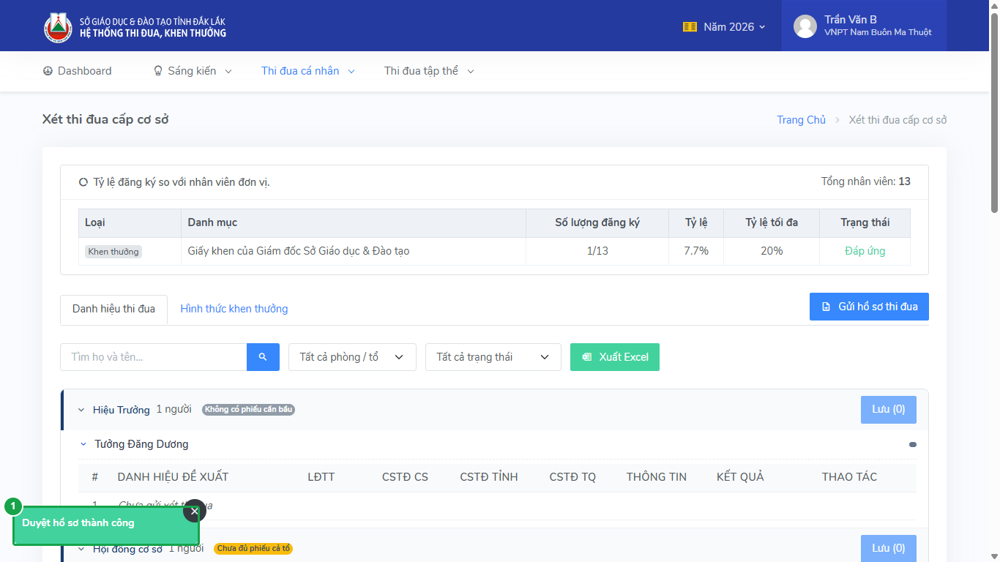 SỞ GIÁO DỤC & ĐÀO TẠO TỈNH ĐẮK LẮK
HỆ THỐNG THI ĐUA, KHEN THƯỞNG
Năm 2026
Trần Văn B
VNPT Nam Buôn Ma Thuột
Dashboard
Sáng kiến
Thi đua cá nhân
Thi đua tập thể
Xét thi đua cấp cơ sở
Trang Chủ
Xét thi đua cấp cơ sở
Tỷ lệ đăng ký so với nhân viên đơn vị.
Tổng nhân viên: 13
Loại Danh mục Số lượng đăng ký Tỷ lệ Tỷ lệ tối đa Trạng thái
Khen thưởng Giấy khen của Giám đốc Sở Giáo dục & Đào tạo 1/13 7.7% 20% Đáp ứng
Danh hiệu thi đua
Hình thức khen thưởng
Gửi hồ sơ thi đua
Tìm họ và tên...
Tất cả phòng / tổ
Tất cả trạng thái
Xuất Excel
Hiệu Trưởng 1 người Không có phiếu cần bầu
Lưu (0)
Tưởng Đăng Dương
# DANH HIỆU ĐỀ XUẤT LĐTT CSTĐ CS CSTĐ TỈNH CSTĐ TQ THÔNG TIN KẾT QUẢ THAO TÁC
1 Chưa gửi xét thi đua
1
Duyệt hồ sơ thành công
Hội đồng cơ sở 1 người Chưa đủ phiếu cả tổ
Lưu (0)